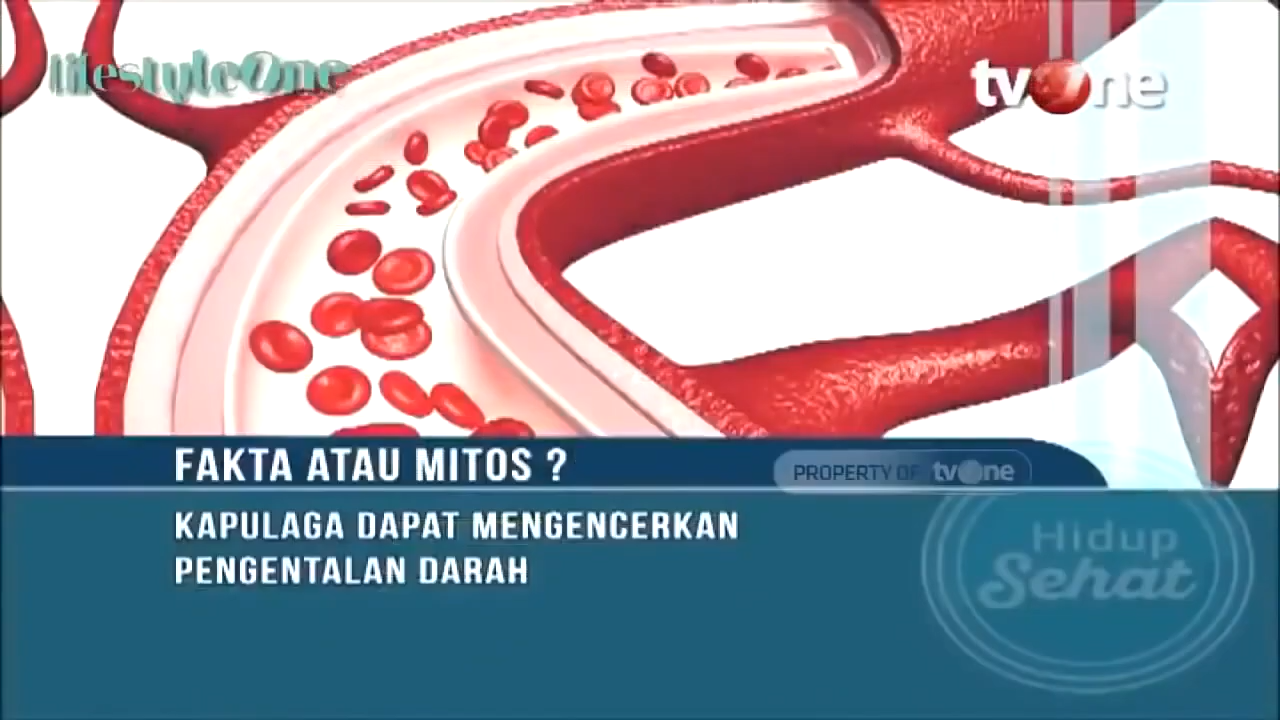 lifestyleOne
tvOne
FAKTA ATAU MITOS ?
PROPERTY OF tvOne
KAPULAGA DAPAT MENGENCERKAN
PENGENTALAN DARAH
Hidup
Sehat